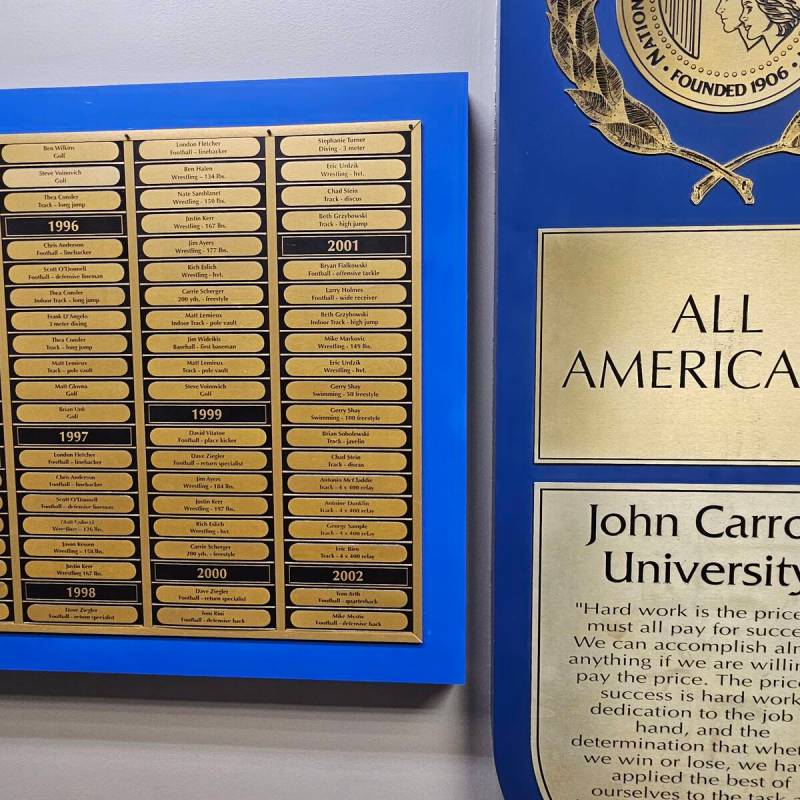 Ben Wilkins
Golf
Steve Voinovich
Golf
Thea Consler
Track - long jump
1996
Chris Anderson
Football - linebacker
Scott O'Donnell
Football - defensive lineman
Thea Consler
Indoor Track - long jump
Frank D'Angelo
3 meter diving
Thea Consler
Track - long jump
Matt Lemieux
Track - pole vault
Matt Glowna
Golf
Brian Unk
Golf
1997
London Fletcher
Football - linebacker
Chris Anderson
Football - linebacker
Scott O'Donnell
Football - defensive lineman
Wrestling - 126 lbs.
Jason Kessen
Wrestling - 158 lbs.
Justin Kerr
Wrestling 167 lbs.
1998
Dave Ziegler
Football - return specialist
London Fletcher
Football - linebacker
Ben Halen
Wrestling - 134 lbs.
Nate Samblanet
Wrestling - 150 lbs.
Justin Kerr
Wrestling - 167 lbs.
Jim Ayers
Wrestling - 177 lbs.
Rich Eslich
Wrestling - hvt.
Carrie Scherger
200 yds. - freestyle
Matt Lemieux
Indoor Track - pole vault
Jim Wideikis
Baseball - first baseman
Matt Lemieux
Track - pole vault
Steve Voinovich
Golf
1999
David Vitatoe
Football - place kicker
Dave Ziegler
Football - return specialist
Jim Ayers
Wrestling - 184 lbs.
Justin Kerr
Wrestling - 197 lbs.
Rich Eslich
Wrestling - hvt.
Carrie Scherger
200 yds. - freestyle
2000
Dave Ziegler
Football - return specialist
Tom Rini
Football - defensive back
Stephanie Turner
Diving - 3 meter
Eric Urdzik
Wrestling - hvt.
Chad Stein
Track - discus
Beth Grzybowski
Track - high jump
2001
Bryan Fialkowski
Football - offensive tackle
Larry Holmes
Football - wide receiver
Beth Grzybowski
Indoor Track - high jump
Mike Markovic
Wrestling - 149 lbs.
Eric Urdzik
Wrestling - hvt.
Gerry Shay
Swimming - 50 freestyle
Gerry Shay
Swimming - 100 freestyle
Brian Sobolewski
Track - javelin
Chad Stein
Track - discus
Antonio McCladdie
Track - 4 x 400 relay
Antoine Dunklin
Track - 4 x 400 relay
George Sample
Track - 4 x 400 relay
Eric Biro
Track - 4 x 400 relay
2002
Tom Arth
Football - quarterback
Mike Mystic
Football - defensive back
NATION
• FOUNDED 1906 •
ALL
AMERICA
John Carro
University
"Hard work is the price
must all pay for succe
We can accomplish alm
anything if we are willin
pay the price. The price
success is hard work
dedication to the job
hand, and the
determination that whet
we win or lose, we hav
applied the best of
ourselves to the task a